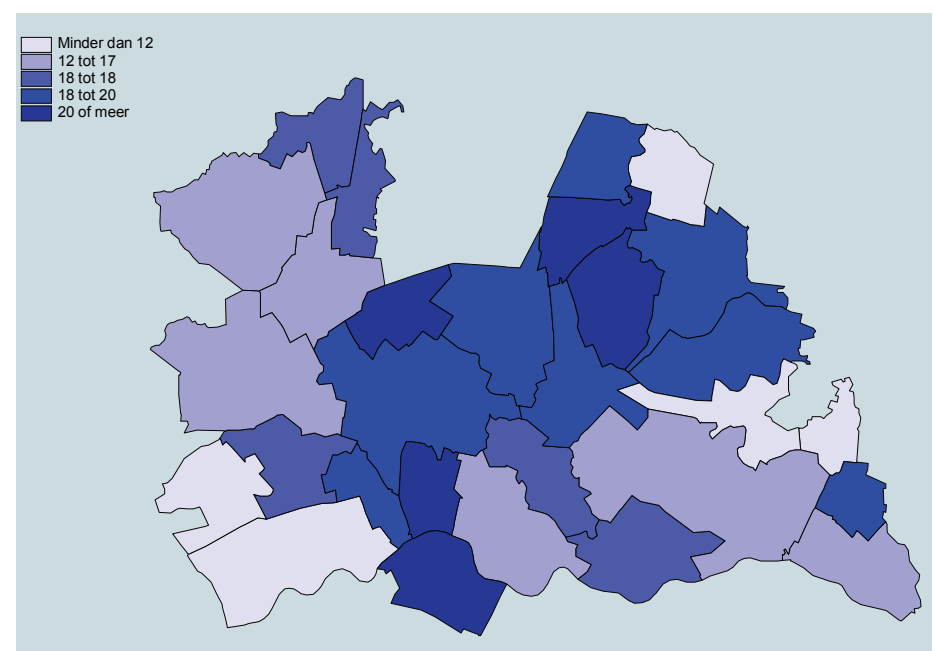 Minder dan 12
12 tot 17
18 tot 18
18 tot 20
20 of meer